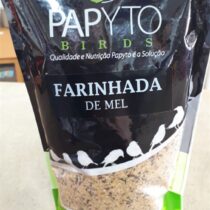 PAPYTO
BIRDS
Qualidade e Nutrição Papyto é a Solução
FARINHADA
DE MEL